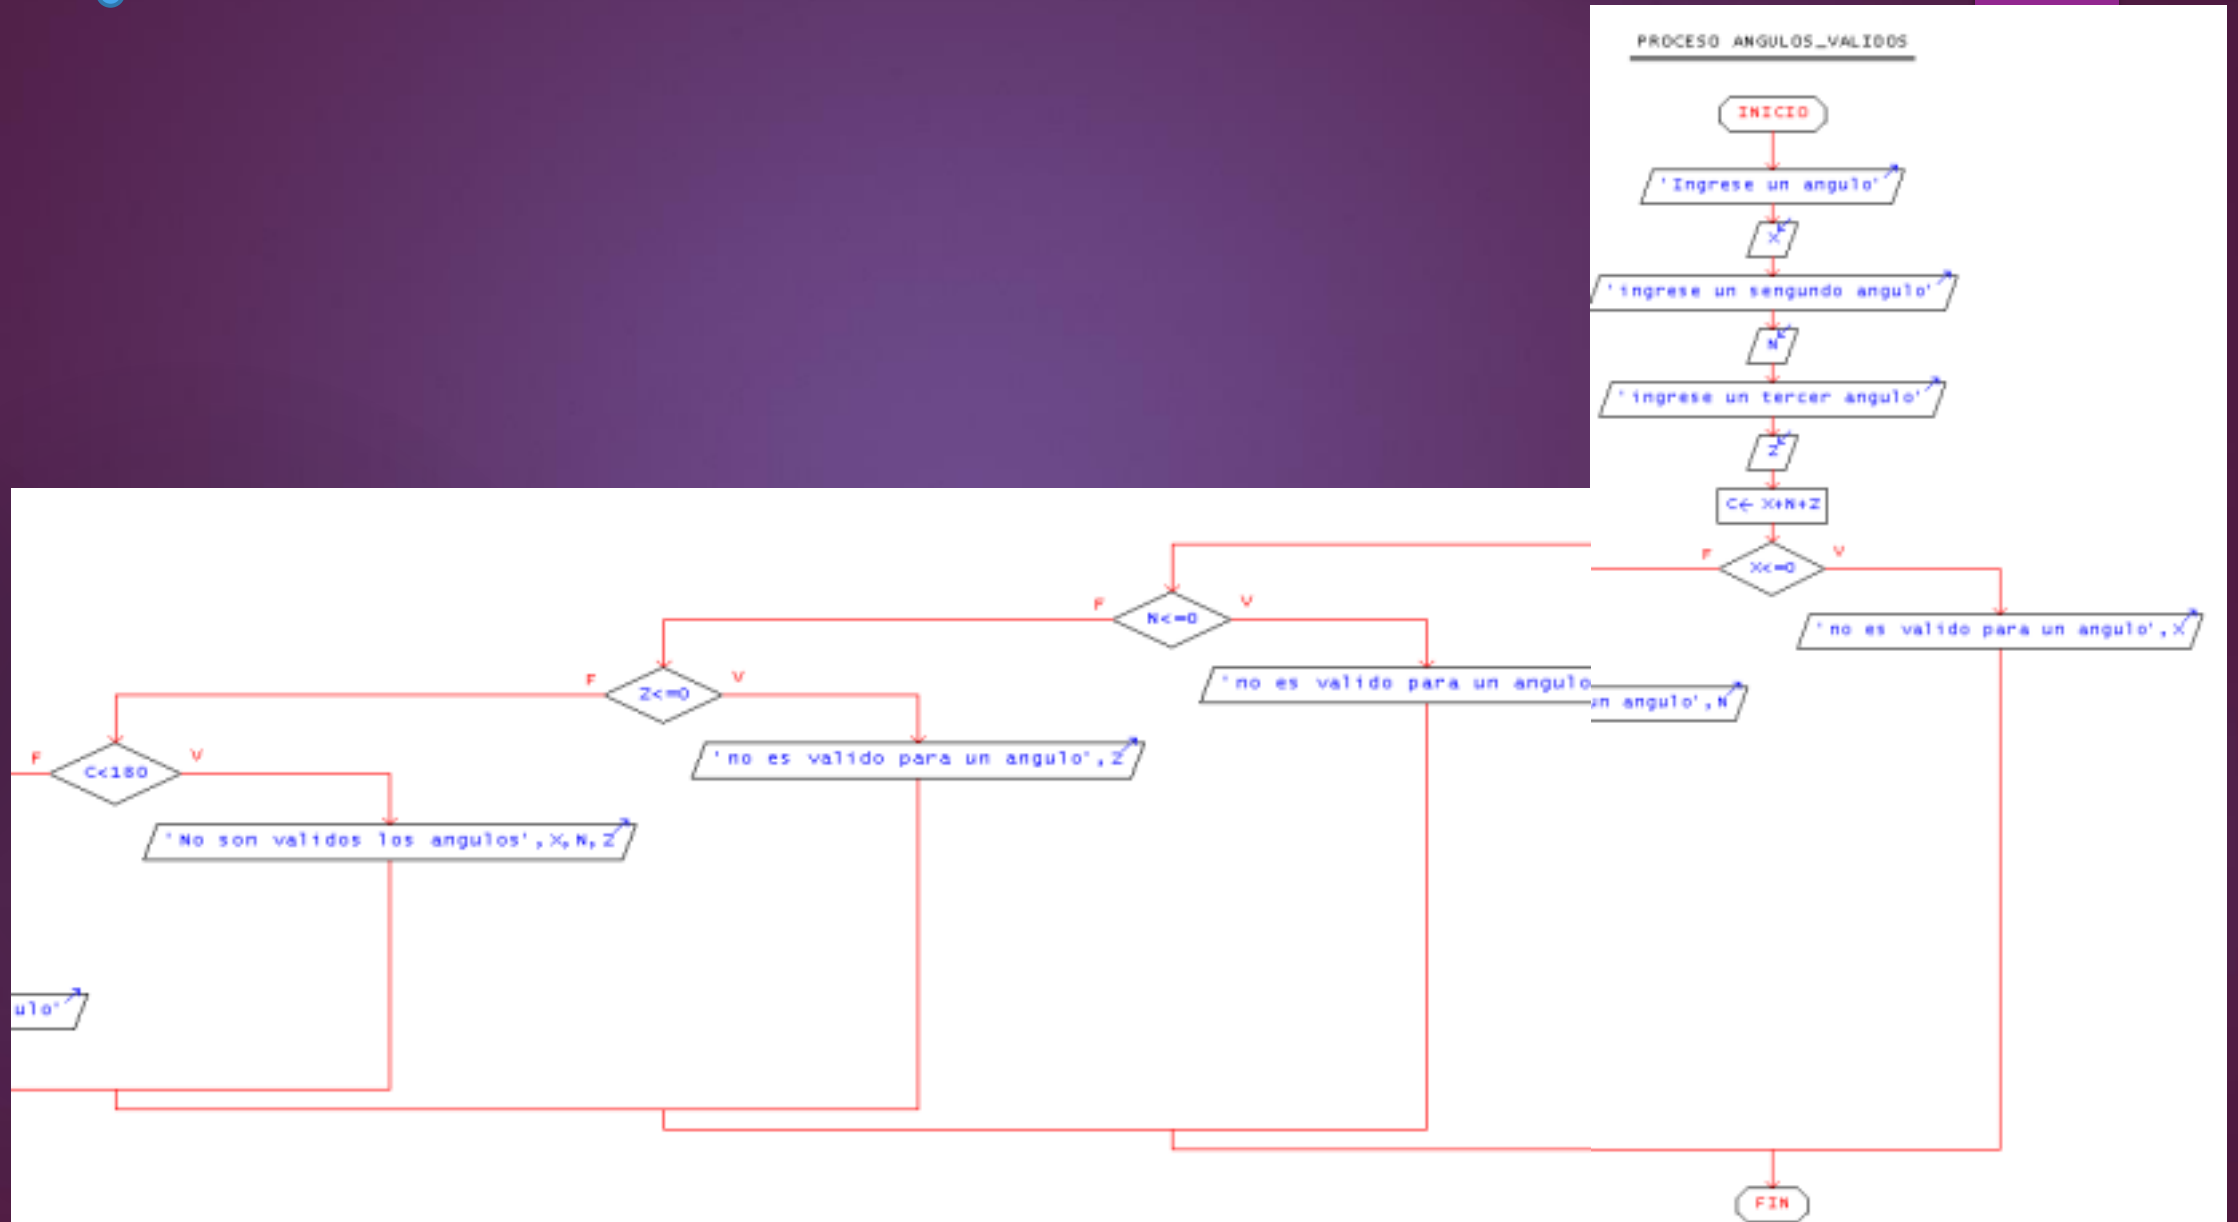 PROCESO ANGULOS_VALIDOS
INICIO
'Ingrese un angulo'
X
'ingrese un sengundo angulo'
N
'ingrese un tercer angulo'
Z
C← X+N+Z
F
X<=0
V
'no es valido para un angulo',X
F
N<=0
V
'no es valido para un angulo
un angulo',N
F
Z<=0
V
'no es valido para un angulo',Z
F
C<180
V
'No son validos los angulos',X,N,Z
ulo'
FIN